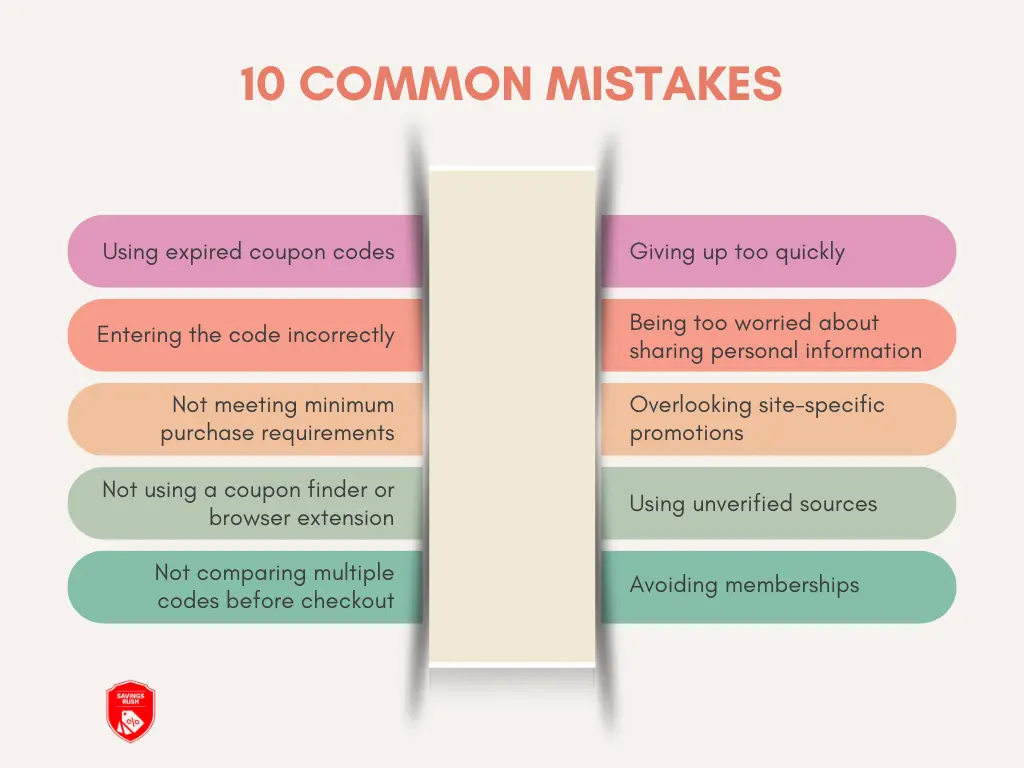 10 COMMON MISTAKES
Using expired coupon codes
Entering the code incorrectly
Not meeting minimum
purchase requirements
Not using a coupon finder or
browser extension
Not comparing multiple
codes before checkout
Giving up too quickly
Being too worried about
sharing personal information
Overlooking site-specific
promotions
Using unverified sources
Avoiding memberships
SAVINGS
RUSH
%